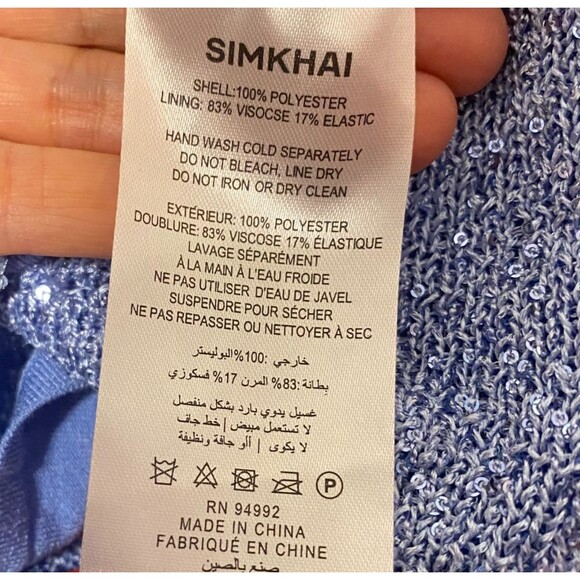 SIMKHAI
SHELL:100% POLYESTER
LINING: 83% VISOCSE 17% ELASTIC
HAND WASH COLD SEPARATELY
DO NOT BLEACH, LINE DRY
DO NOT IRON OR DRY CLEAN
EXTÉRIEUR: 100% POLYESTER
DOUBLURE: 83% VISCOSE 17% ÉLASTIQUE
LAVAGE SÉPARÉMENT
À LA MAIN À L'EAU FROIDE
NE PAS UTILISER D'EAU DE JAVEL
SUSPENDRE POUR SÉCHER
NE PAS REPASSER OU NETTOYER À SEC
خارجي :100%البوليستر
بطانة:83% المرن 17% فسكوزي
غسيل يدوي بارد بشكل منفصل
لا تستعمل مبيض | خط جاف
لا يكوى | أأو جافة ونظيفة
P
RN 94992
MADE IN CHINA
FABRIQUÉ EN CHINE
صنع بالصين